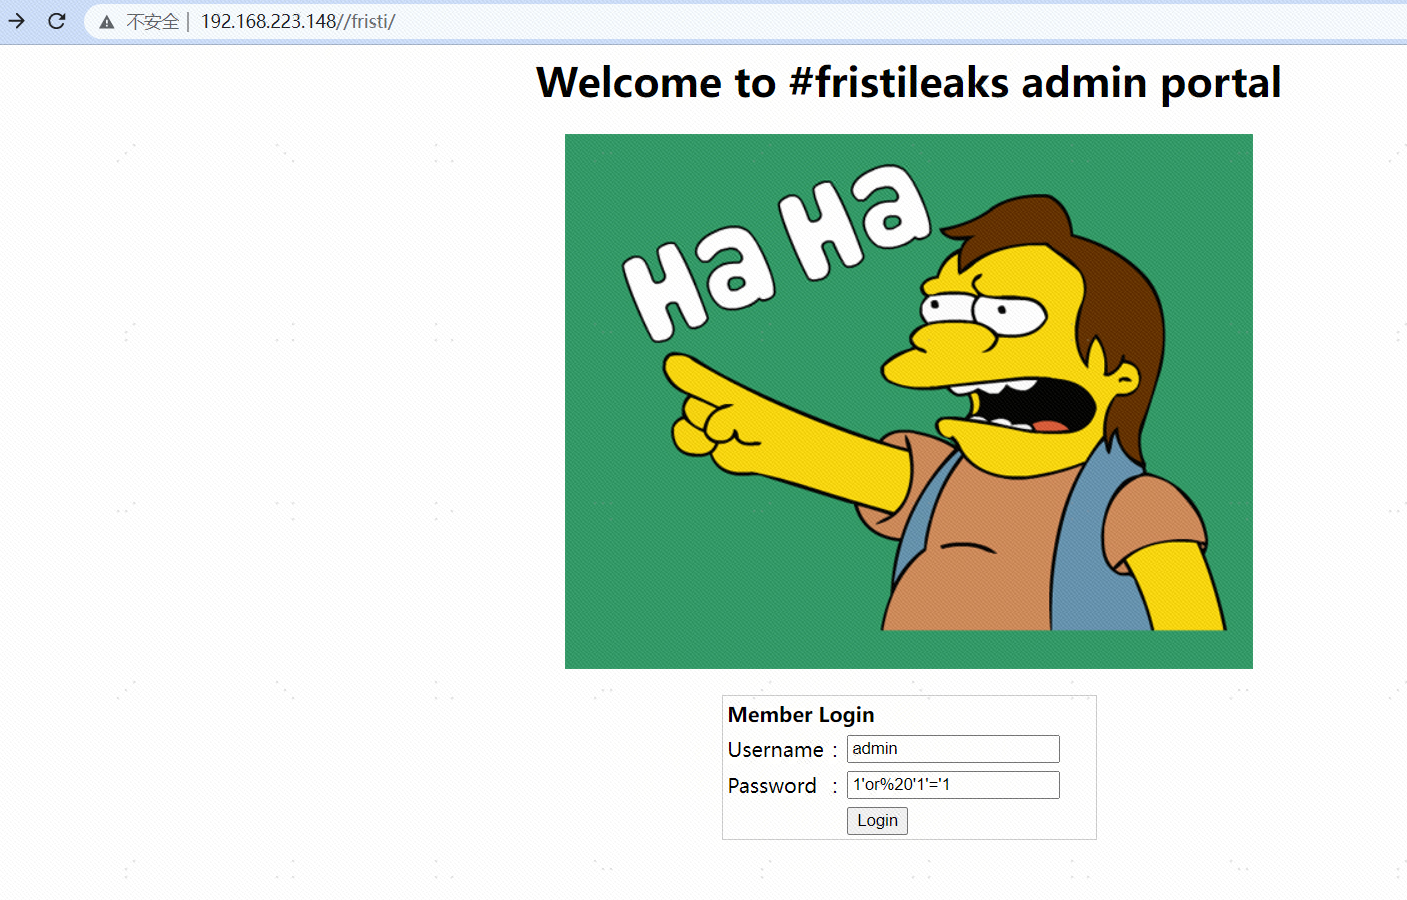 不安全 | 192.168.223.148//fristi/
Welcome to #fristileaks admin portal
Ha Ha
Member Login
Username : admin
Password : 1'or%20'1'='1
Login